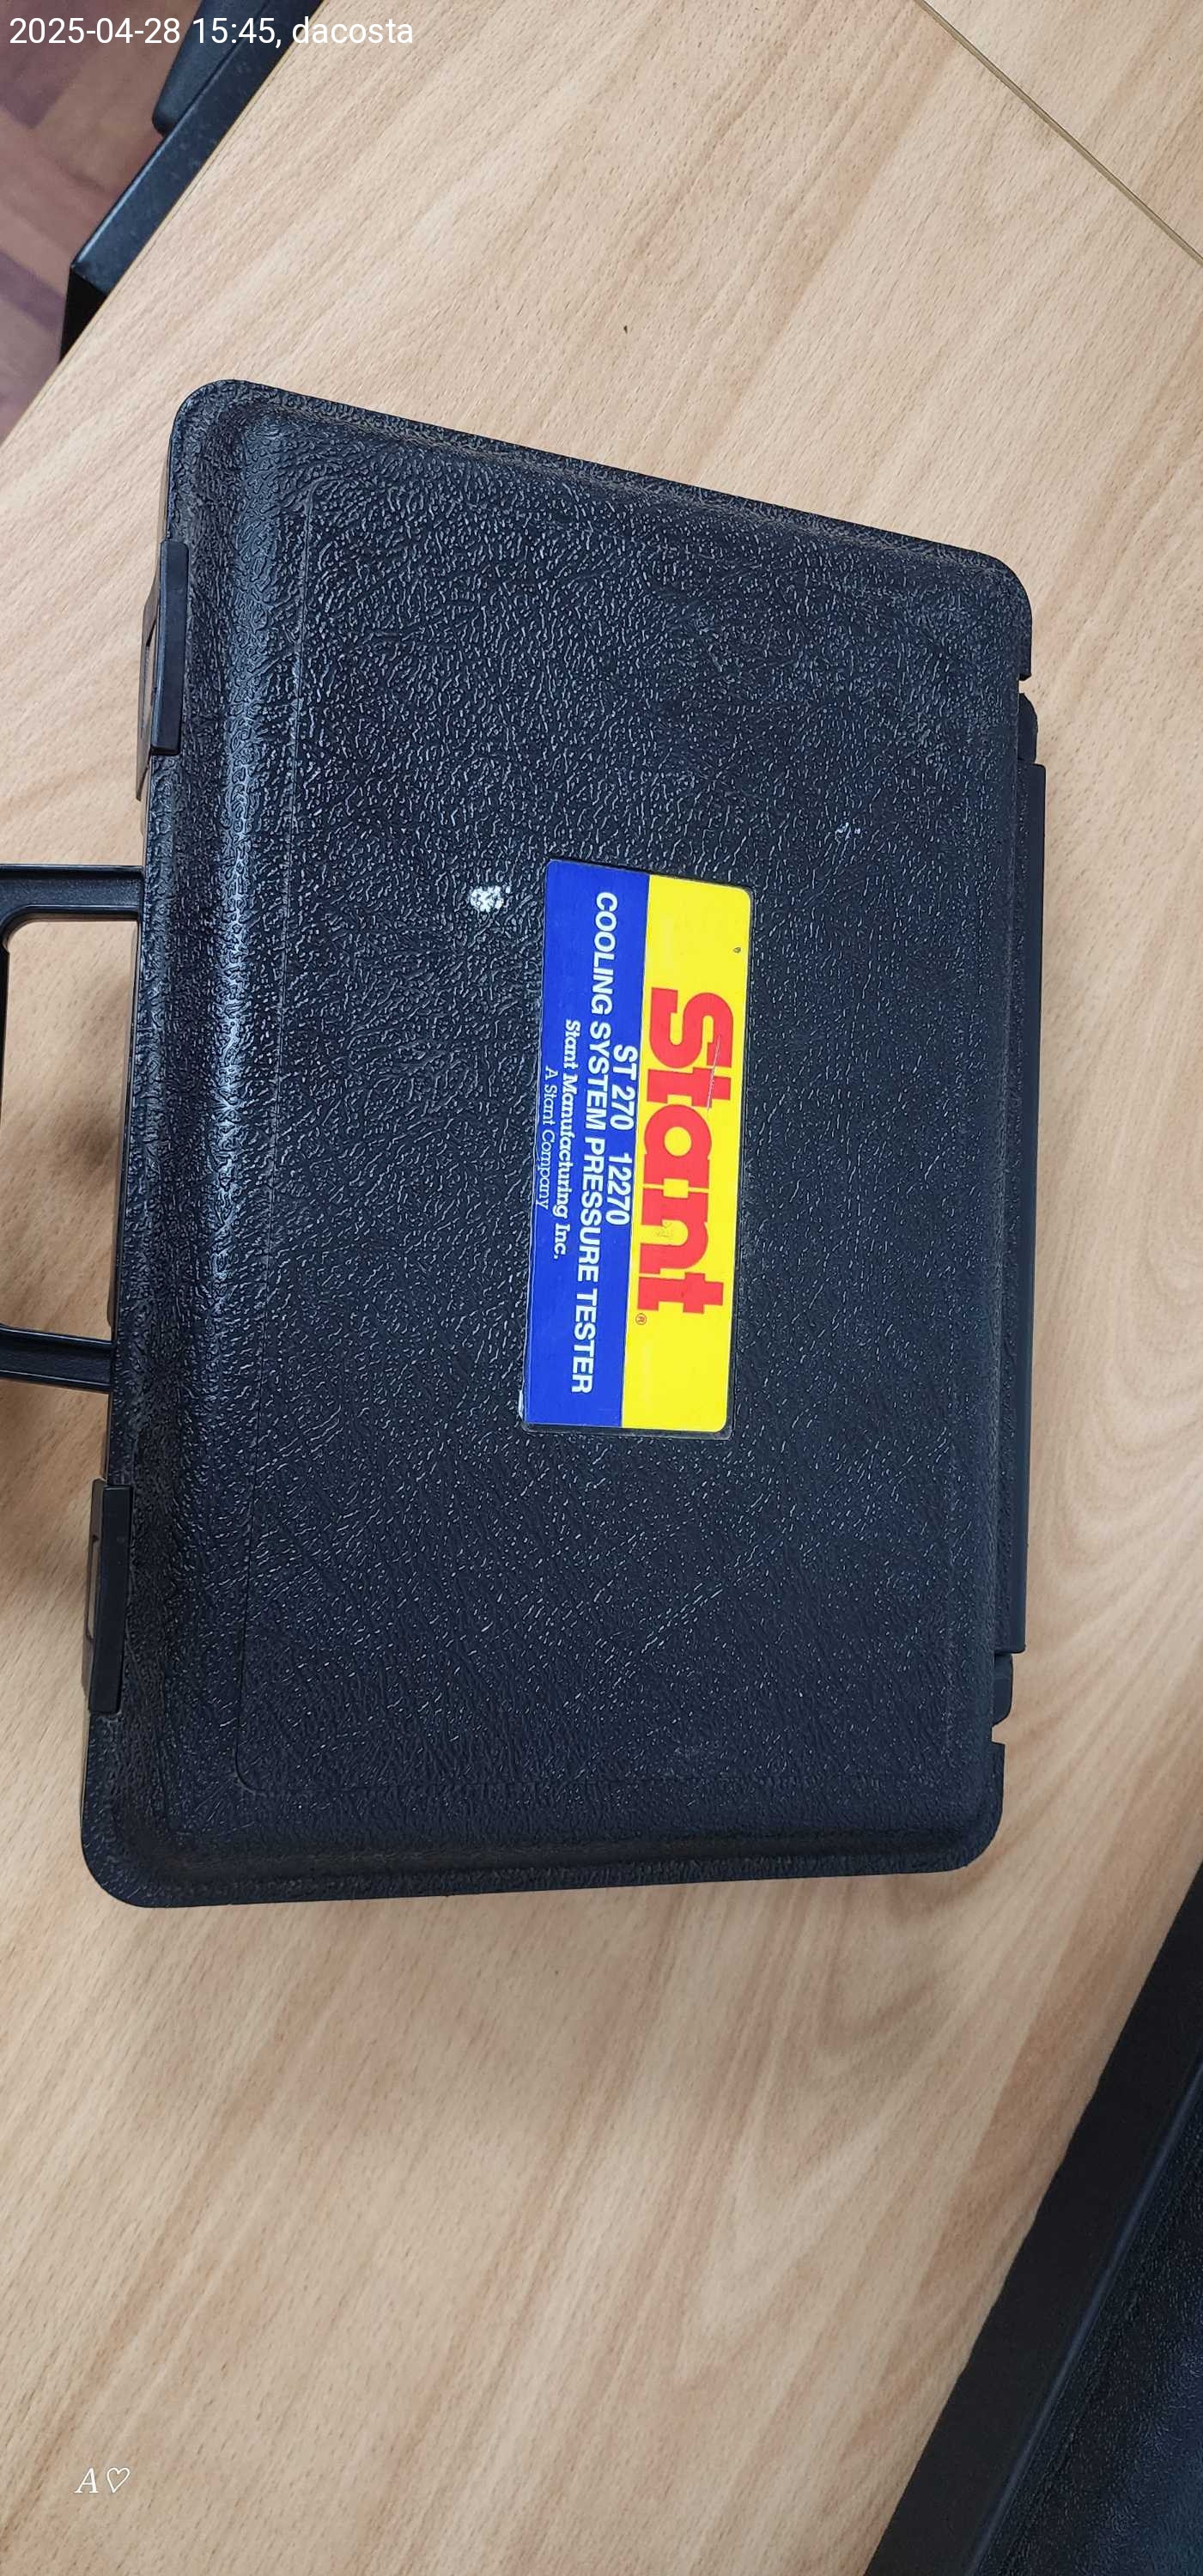 2025-04-28 15:45, dacosta
Stant®
ST 270 12270
COOLING SYSTEM PRESSURE TESTER
Stant Manufacturing Inc.
A Stant Company
A♡